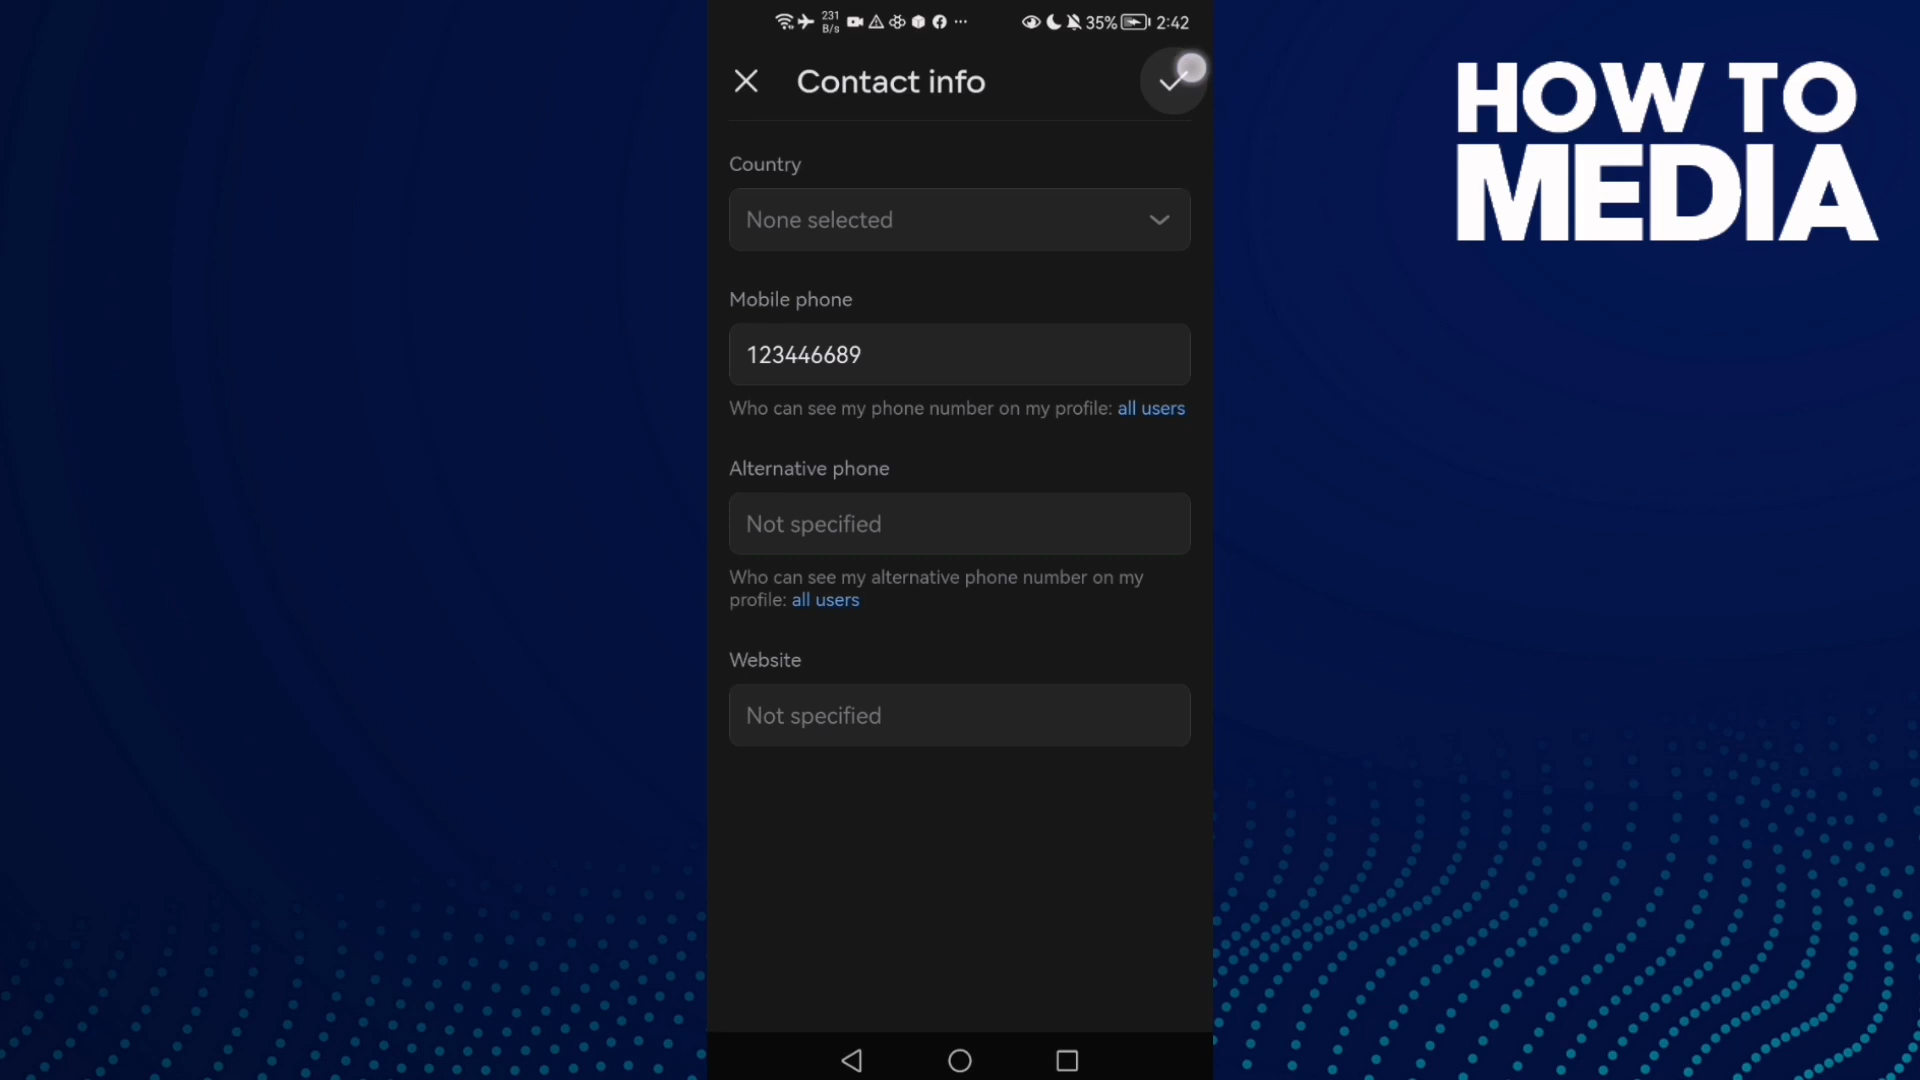 231
B/s
35%
2:42
Contact info
Country
None selected
Mobile phone
123446689
Who can see my phone number on my profile: all users
Alternative phone
Not specified
Who can see my alternative phone number on my
profile: all users
Website
Not specified
HOW TO
MEDIA